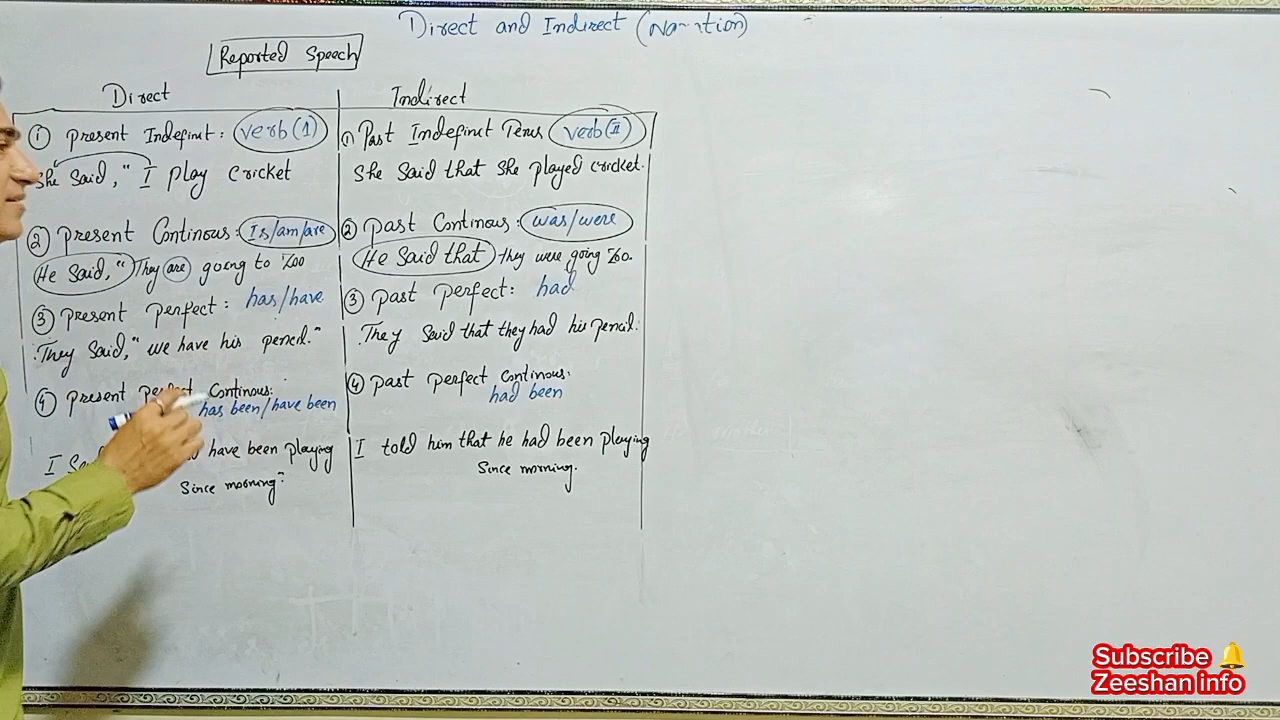 Direct and Indirect (Narration)
Reported Speech
Direct
① Present Indefinit: verb(1)
She Said, " I play cricket
② present Continous: Is/am/are
He Said," They are going to zoo
③ present perfect: has/have
They Said," we have his pencil."
④ present perfect Continous:
has been/have been
I have been playing
Since morning."
Indirect
① Past Indefinit Tense verb(II)
She Said that She played cricket.
② past Continous: was/were
He Said that they were going zoo.
③ past perfect: had
They Said that they had his pencil.
④ past perfect Continous:
had been
I told him that he had been playing
Since morning.
Subscribe 🔔
Zeeshan info